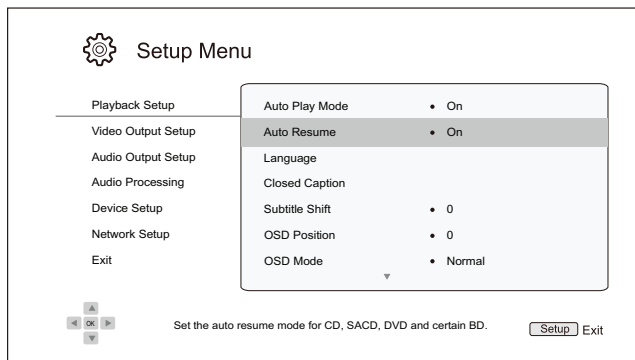 Setup Menu
Playback Setup
Video Output Setup
Audio Output Setup
Audio Processing
Device Setup
Network Setup
Exit
Auto Play Mode • On
Auto Resume • On
Language
Closed Caption
Subtitle Shift • 0
OSD Position • 0
OSD Mode • Normal
OK
Set the auto resume mode for CD, SACD, DVD and certain BD.
Setup Exit